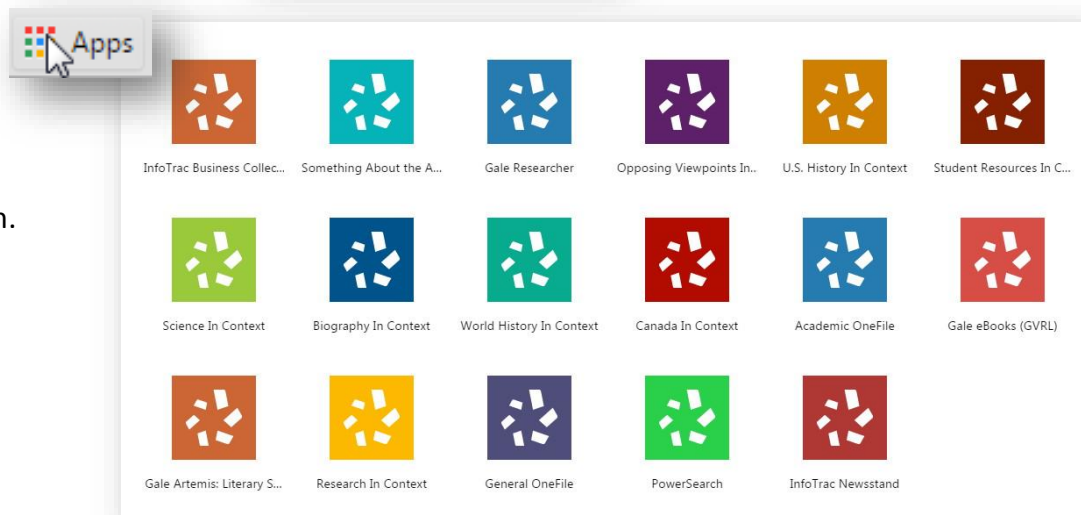 Apps
InfoTrac Business Collec... Something About the A... Gale Researcher Opposing Viewpoints In.. U.S. History In Context Student Resources In C...
n.
Science In Context Biography In Context World History In Context Canada In Context Academic OneFile Gale eBooks (GVRL)
Gale Artemis: Literary S... Research In Context General OneFile PowerSearch InfoTrac Newsstand